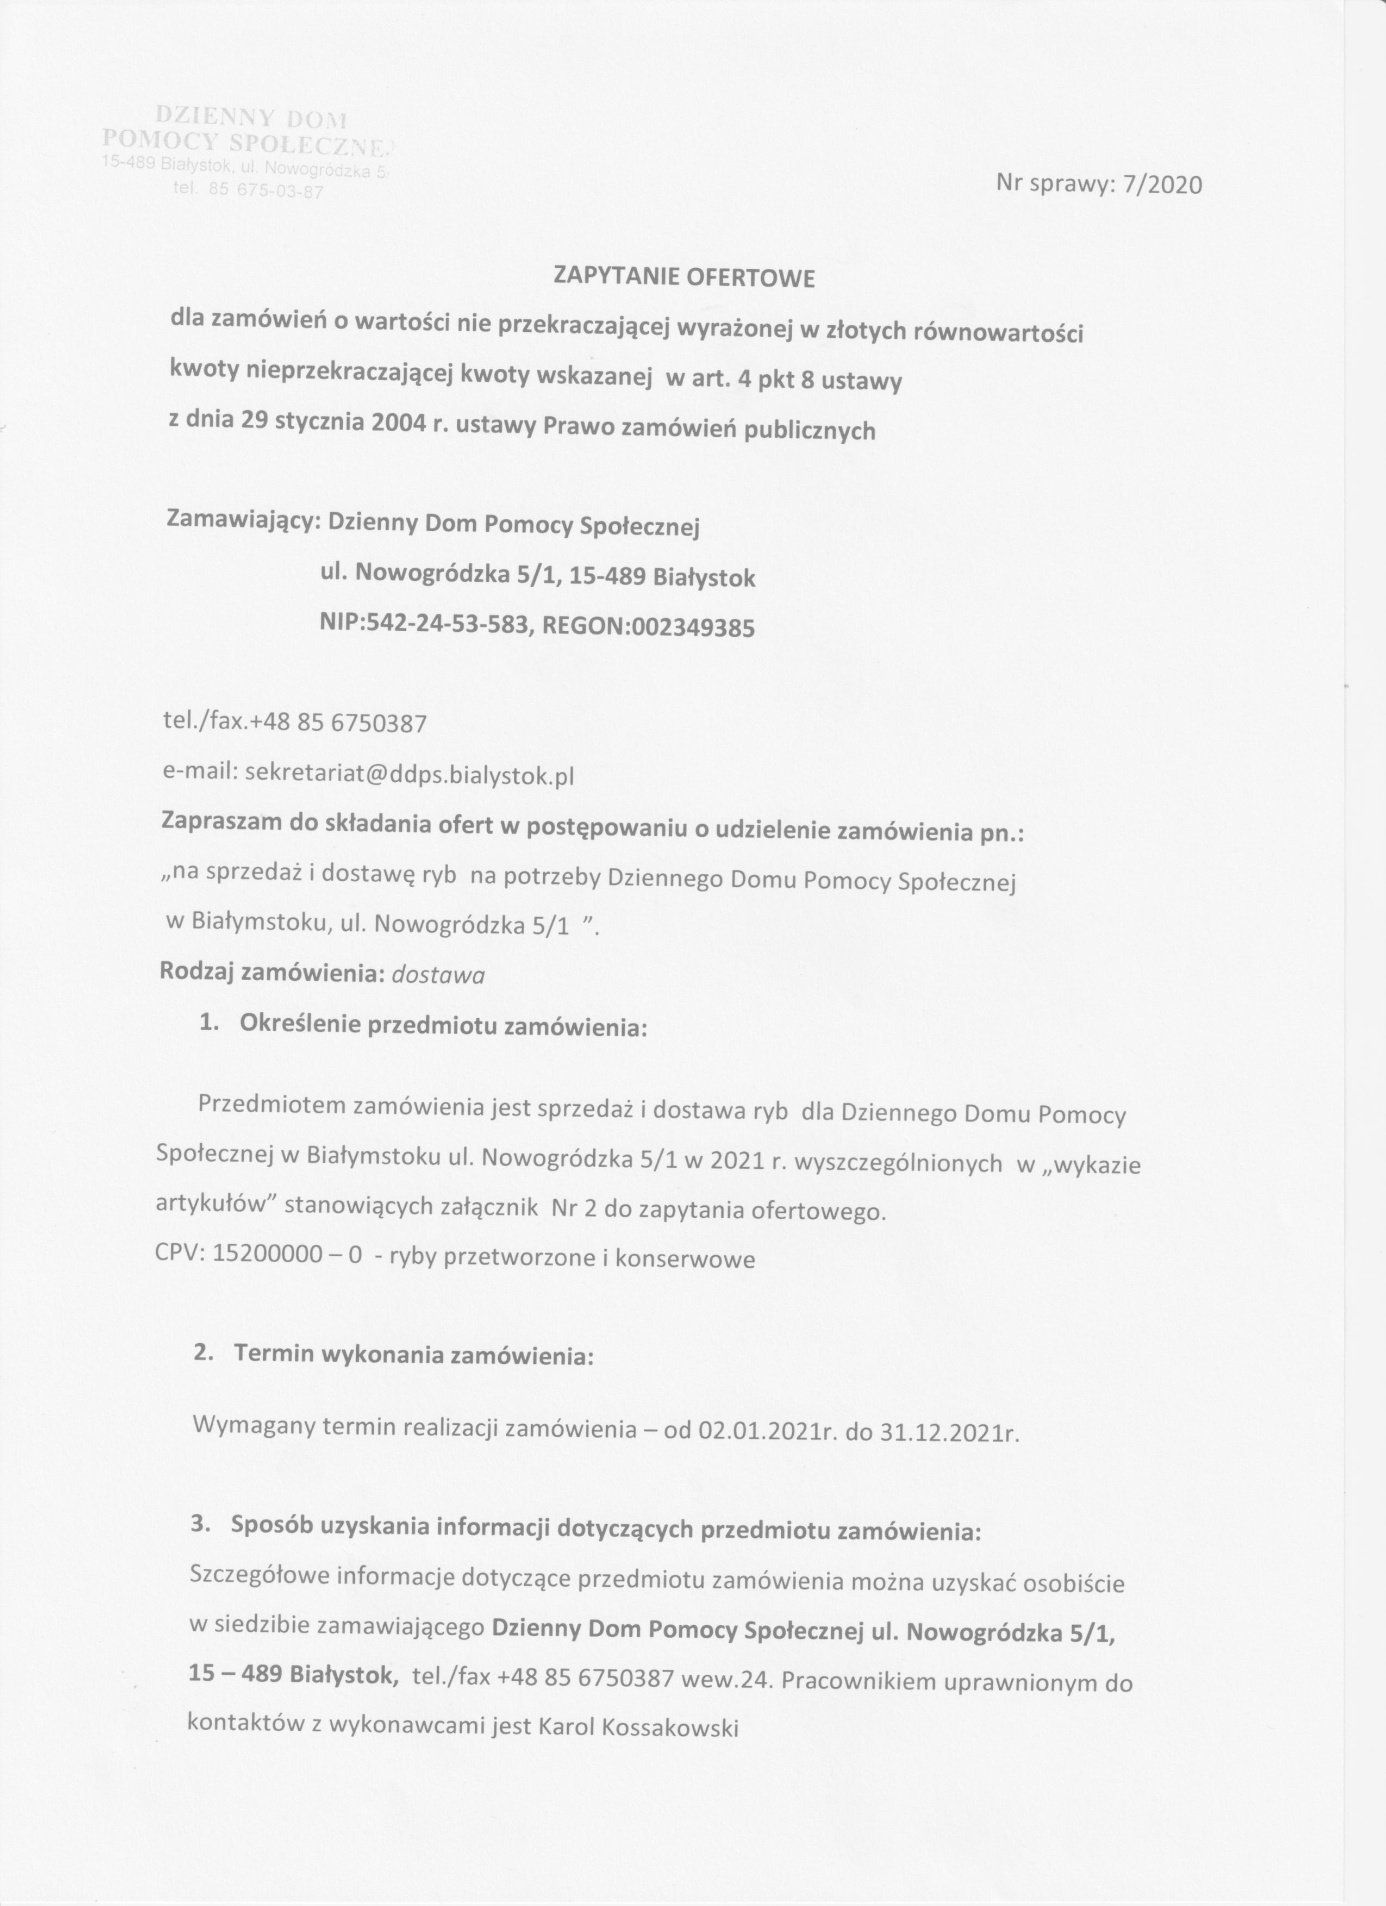 DZIENNY DOM
POMOCY SPOŁECZNEJ
15-489 Białystok, ul. Nowogródzka 5
tel. 85 675-03-87
Nr sprawy: 7/2020
ZAPYTANIE OFERTOWE
dla zamówień o wartości nie przekraczającej wyrażonej w złotych równowartości
kwoty nieprzekraczającej kwoty wskazanej w art. 4 pkt 8 ustawy
z dnia 29 stycznia 2004 r. ustawy Prawo zamówień publicznych
Zamawiający: Dzienny Dom Pomocy Społecznej
ul. Nowogródzka 5/1, 15-489 Białystok
NIP:542-24-53-583, REGON:002349385
tel./fax.+48 85 6750387
e-mail: sekretariat@ddps.bialystok.pl
Zapraszam do składania ofert w postępowaniu o udzielenie zamówienia pn.:
„na sprzedaż i dostawę ryb na potrzeby Dziennego Domu Pomocy Społecznej
w Białymstoku, ul. Nowogródzka 5/1 ”.
Rodzaj zamówienia: dostawa
1. Określenie przedmiotu zamówienia:
Przedmiotem zamówienia jest sprzedaż i dostawa ryb dla Dziennego Domu Pomocy
Społecznej w Białymstoku ul. Nowogródzka 5/1 w 2021 r. wyszczególnionych w „wykazie
artykułów” stanowiących załącznik Nr 2 do zapytania ofertowego.
CPV: 15200000 – 0 - ryby przetworzone i konserwowe
2. Termin wykonania zamówienia:
Wymagany termin realizacji zamówienia – od 02.01.2021r. do 31.12.2021r.
3. Sposób uzyskania informacji dotyczących przedmiotu zamówienia:
Szczegółowe informacje dotyczące przedmiotu zamówienia można uzyskać osobiście
w siedzibie zamawiającego Dzienny Dom Pomocy Społecznej ul. Nowogródzka 5/1,
15 – 489 Białystok, tel./fax +48 85 6750387 wew.24. Pracownikiem uprawnionym do
kontaktów z wykonawcami jest Karol Kossakowski